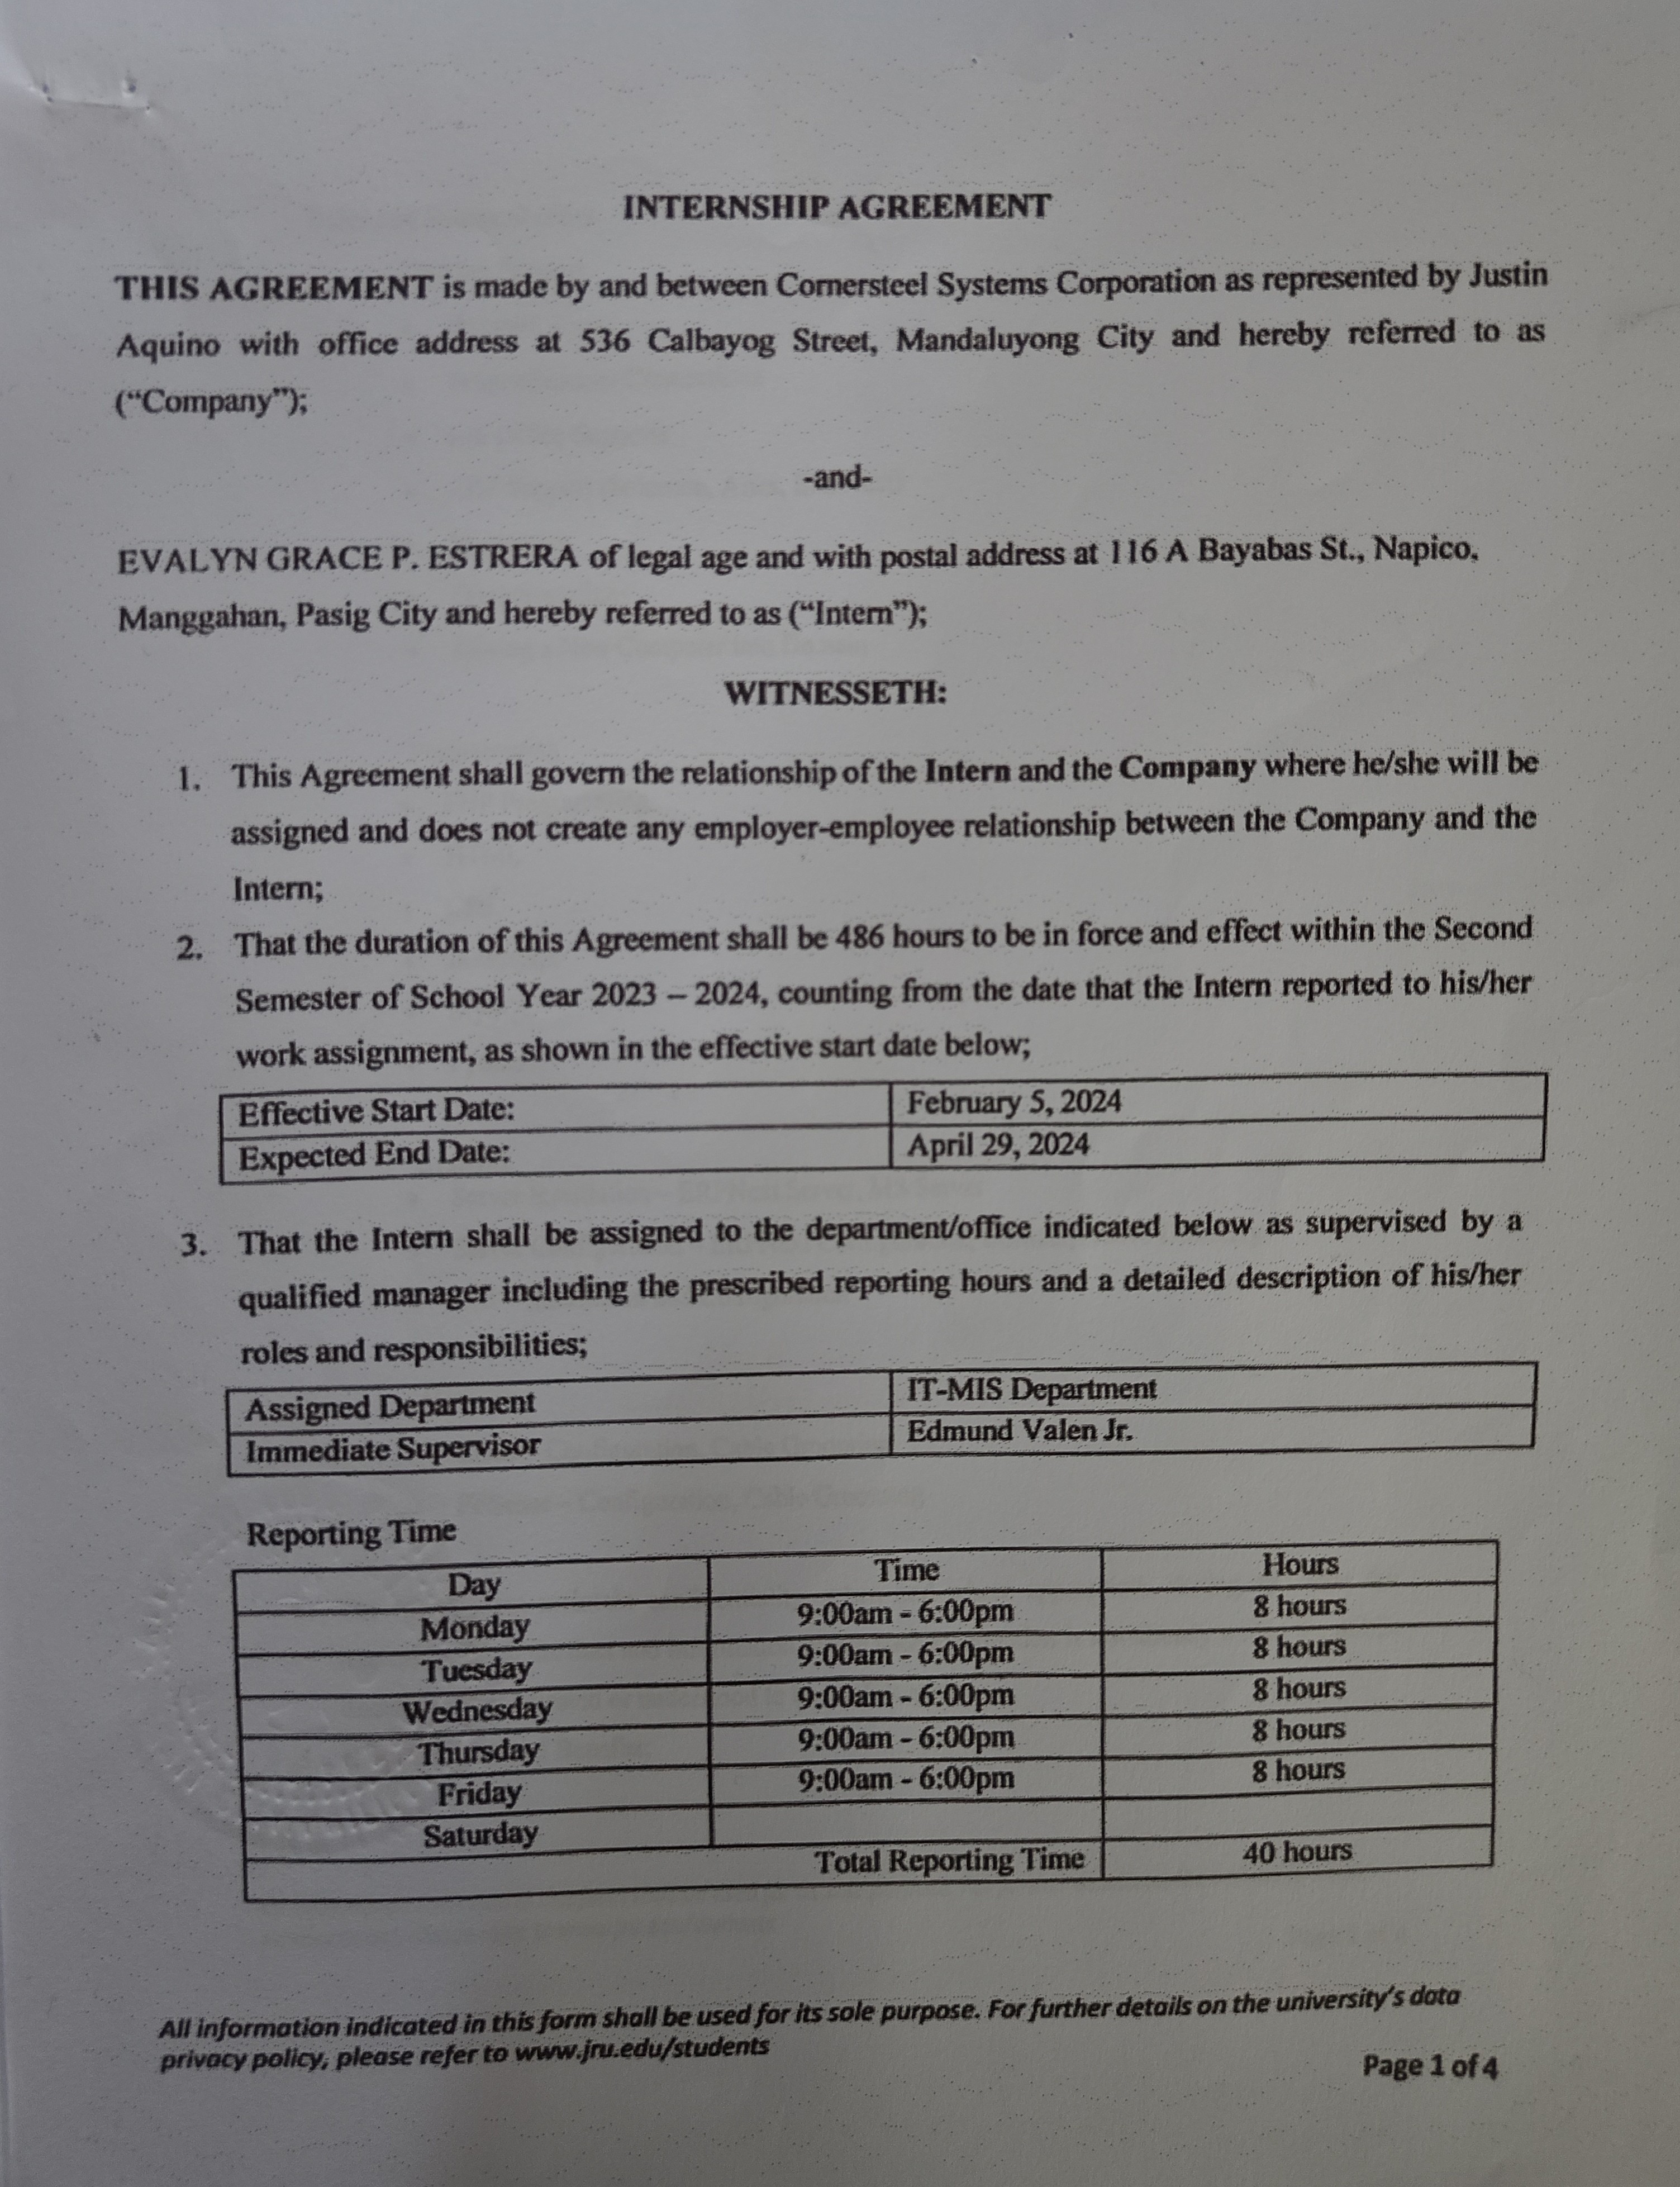 INTERNSHIP AGREEMENT
THIS AGREEMENT is made by and between Cornersteel Systems Corporation as represented by Justin
Aquino with office address at 536 Calbayog Street, Mandaluyong City and hereby referred to as
(“Company”);
-and-
EVALYN GRACE P. ESTRERA of legal age and with postal address at 116 A Bayabas St., Napico,
Manggahan, Pasig City and hereby referred to as (“Intern”);
WITNESSETH:
1. This Agreement shall govern the relationship of the Intern and the Company where he/she will be
assigned and does not create any employer-employee relationship between the Company and the
Intern;
2. That the duration of this Agreement shall be 486 hours to be in force and effect within the Second
Semester of School Year 2023 – 2024, counting from the date that the Intern reported to his/her
work assignment, as shown in the effective start date below;
Effective Start Date: February 5, 2024
Expected End Date: April 29, 2024
3. That the Intern shall be assigned to the department/office indicated below as supervised by a
qualified manager including the prescribed reporting hours and a detailed description of his/her
roles and responsibilities;
Assigned Department IT-MIS Department
Immediate Supervisor Edmund Valen Jr.
Reporting Time
Day Time Hours
Monday 9:00am - 6:00pm 8 hours
Tuesday 9:00am - 6:00pm 8 hours
Wednesday 9:00am - 6:00pm 8 hours
Thursday 9:00am - 6:00pm 8 hours
Friday 9:00am - 6:00pm 8 hours
Saturday
Total Reporting Time 40 hours
All information indicated in this form shall be used for its sole purpose. For further details on the university's data
privacy policy, please refer to www.jru.edu/students
Page 1 of 4